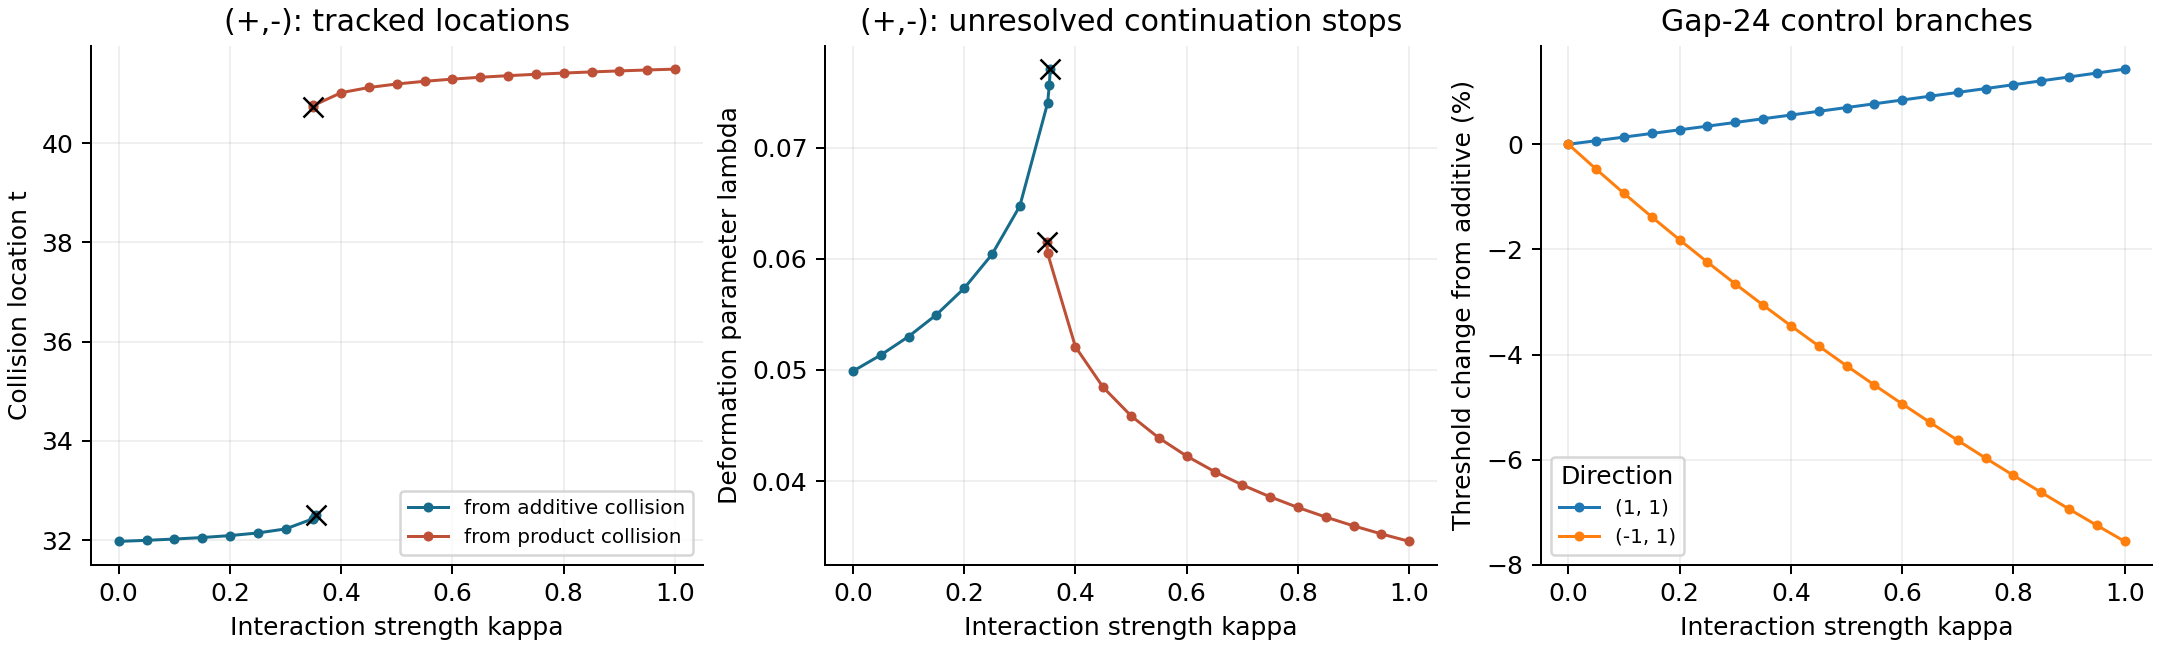 (+,-): tracked locations
Collision location t
40
38
36
34
32
from additive collision
from product collision
0.0 0.2 0.4 0.6 0.8 1.0
Interaction strength kappa
(+,-): unresolved continuation stops
Deformation parameter lambda
0.07
0.06
0.05
0.04
0.0 0.2 0.4 0.6 0.8 1.0
Interaction strength kappa
Gap-24 control branches
Threshold change from additive (%)
0
−2
−4
−6
−8
Direction
(1, 1)
(-1, 1)
0.0 0.2 0.4 0.6 0.8 1.0
Interaction strength kappa